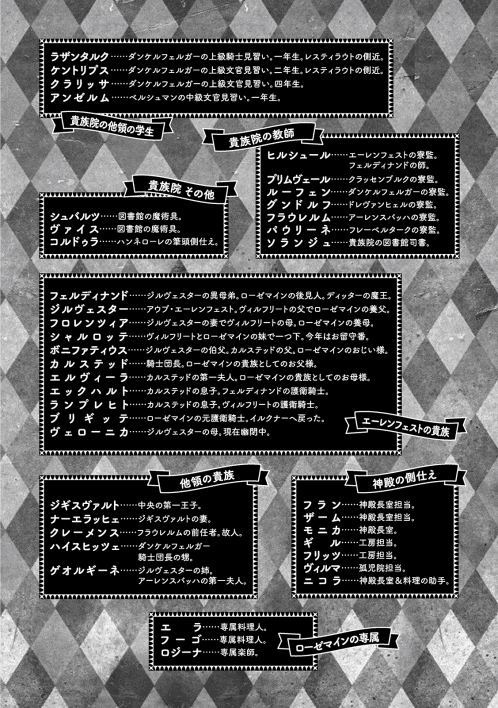 ラザンタルク……ダンケルフェルガーの上級騎士見習い。一年生。レスティラウトの側近。
ケントリプス……ダンケルフェルガーの上級文官見習い。二年生。レスティラウトの側近。
クラリッサ……ダンケルフェルガーの上級文官見習い。四年生。
アンゼルム……ベルシュマンの中級文官見習い。一年生。
貴族院の他領の学生
貴族院の教師
ヒルシュール……エーレンフェストの寮監。
フェルディナンドの師。
プリムヴェール……クラッセンブルクの寮監。
ルーフェン……ダンケルフェルガーの寮監。
グンドルフ……ドレヴァンヒェルの寮監。
フラウレルム……アーレンスバッハの寮監。
パウリーネ……フレーベルタークの寮監。
ソランジュ……貴族院の図書館司書。
貴族院 その他
シュバルツ……図書館の魔術具。
ヴァイス……図書館の魔術具。
コルドゥラ……ハンネローレの筆頭側仕え。
フェルディナンド……ジルヴェスターの異母弟。ローゼマインの後見人。ディッターの魔王。
ジルヴェスター……アウブ・エーレンフェスト。ヴィルフリートの父でローゼマインの養父。
フロレンツィア……ジルヴェスターの妻でヴィルフリートの母。ローゼマインの養母。
シャルロッテ……ヴィルフリートとローゼマインの妹で一つ下。今年はお留守番。
ボニファティウス……ジルヴェスターの伯父。カルステッドの父。ローゼマインのおじい様。
カルステッド……騎士団長。ローゼマインの貴族としてのお父様。
エルヴィーラ……カルステッドの第一夫人。ローゼマインの貴族としてのお母様。
エックハルト……カルステッドの息子。フェルディナンドの護衛騎士。
ランプレヒト……カルステッドの息子。ヴィルフリートの護衛騎士。
ブリギッテ……ローゼマインの元護衛騎士。イルクナーへ戻った。
ヴェローニカ……ジルヴェスターの母。現在幽閉中。
エーレンフェストの貴族
他領の貴族
ジギスヴァルト……中央の第一王子。
ナーエラッヒェ……ジギスヴァルトの妻。
クレーメンス……フラウレルムの前任者。故人。
ハイスヒッツェ……ダンケルフェルガー
騎士団長の甥。
ゲオルギーネ……ジルヴェスターの姉。
アーレンスバッハの第一夫人。
神殿の側仕え
フラン……神殿長室担当。
ザーム……神殿長室担当。
モニカ……神殿長室。
ギル……工房担当。
フリッツ……工房担当。
ヴィルマ……孤児院担当。
ニコラ……神殿長室&料理の助手。
エラ……専属料理人。
フーゴ……専属料理人。
ロジーナ……専属楽師。
ローゼマインの専属